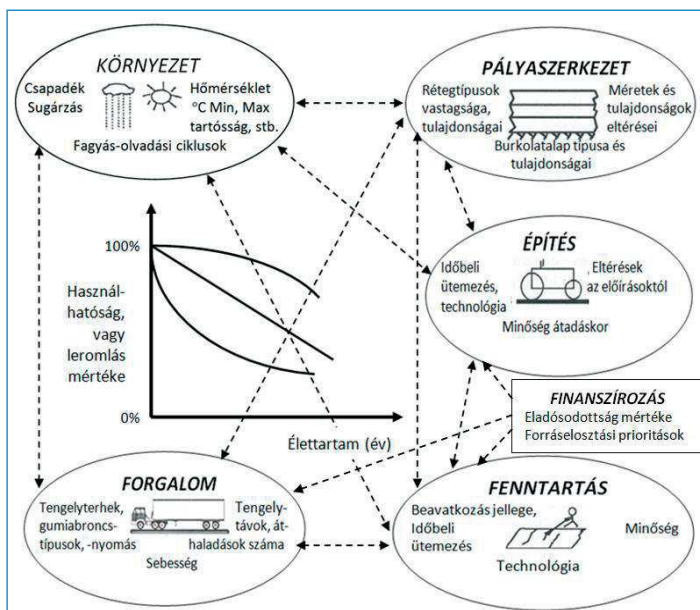 KÖRNYEZET
Csapadék
Sugárzás
Hőmérséklet
°C Min, Max
tartósság, stb.
Fagyás-olvadási ciklusok
PÁLYASZERKEZET
Rétegtípusok
vastagsága,
tulajdonságai
Méretek és
tulajdonságok
eltérései
Burkolatalap típusa és
tulajdonságai
ÉPÍTÉS
Időbeli
ütemezés,
technológia
Eltérések
az előírásoktól
Minőség átadáskor
100%
Használ-
hatóság,
vagy
leromlás
mértéke
0%
Élettartam (év)
FINANSZÍROZÁS
Eladósodottság mértéke
Forráselosztási prioritások
FORGALOM
Tengelyterhek,
gumiabroncs-
típusok, -nyomás
Tengely-
távok, át-
haladások száma
Sebesség
FENNTARTÁS
Beavatkozás jellege,
Időbeli
ütemezés
Minőség
Technológia